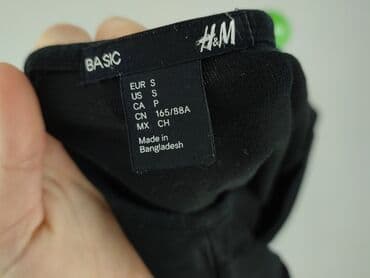 BASIC
H&M
EUR S
US S
CA P
CN 165/88A
MX CH
Made in
Bangladesh